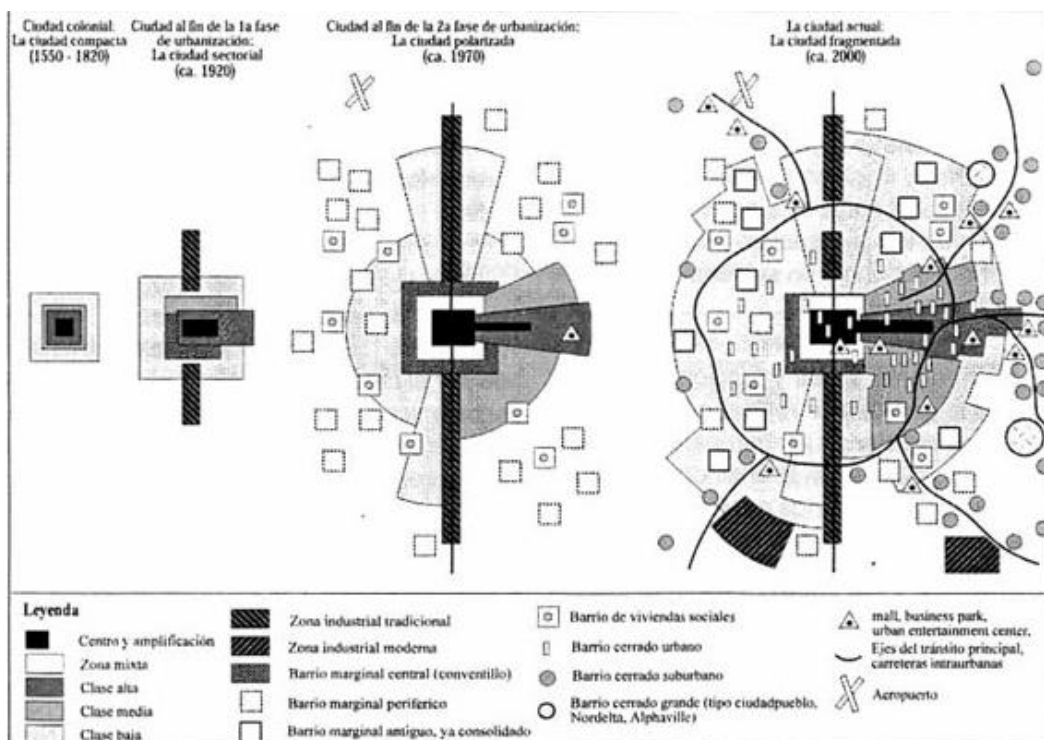 Ciudad colonial:
La ciudad compacta
(1550 - 1820)
Ciudad al fin de la 1a fase
de urbanización:
La ciudad sectorial
(ca. 1920)
Ciudad al fin de la 2a fase de urbanización:
La ciudad polarizada
(ca. 1970)
La ciudad actual:
La ciudad fragmentada
(ca. 2000)
Leyenda
Centro y amplificación
Zona mixta
Clase alta
Clase media
Clase baja
Zona industrial tradicional
Zona industrial moderna
Barrio marginal central (conventillo)
Barrio marginal periférico
Barrio marginal antiguo, ya consolidado
Barrio de viviendas sociales
Barrio cerrado urbano
Barrio cerrado suburbano
Barrio cerrado grande (tipo ciudadpueblo,
Nordelta, Alphaville)
mall, business park,
urban entertainment center,
Ejes del tránsito principal,
carreteras intraurbanas
Aeropuerto